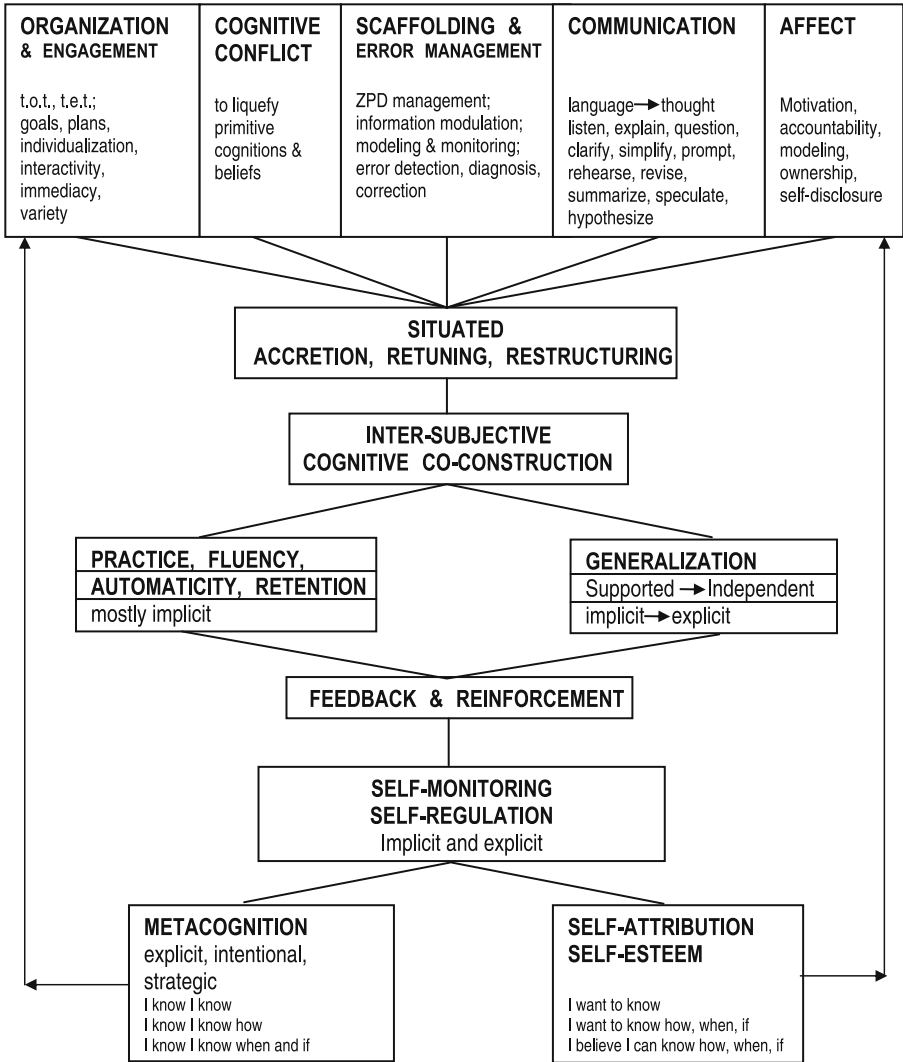 ORGANIZATION
& ENGAGEMENT
t.o.t., t.e.t.;
goals, plans,
individualization,
interactivity,
immediacy,
variety
COGNITIVE
CONFLICT
to liquefy
primitive
cognitions &
beliefs
SCAFFOLDING &
ERROR MANAGEMENT
ZPD management;
information modulation;
modeling & monitoring;
error detection, diagnosis,
correction
COMMUNICATION
language→thought
listen, explain, question,
clarify, simplify, prompt,
rehearse, revise,
summarize, speculate,
hypothesize
AFFECT
Motivation,
accountability,
modeling,
ownership,
self-disclosure
SITUATED
ACCRETION, RETUNING, RESTRUCTURING
INTER-SUBJECTIVE
COGNITIVE CO-CONSTRUCTION
PRACTICE, FLUENCY,
AUTOMATICITY, RETENTION
mostly implicit
GENERALIZATION
Supported →Independent
implicit→explicit
FEEDBACK & REINFORCEMENT
SELF-MONITORING
SELF-REGULATION
Implicit and explicit
METACOGNITION
explicit, intentional,
strategic
I know I know
I know I know how
I know I know when and if
SELF-ATTRIBUTION
SELF-ESTEEM
I want to know
I want to know how, when, if
I believe I can know how, when, if